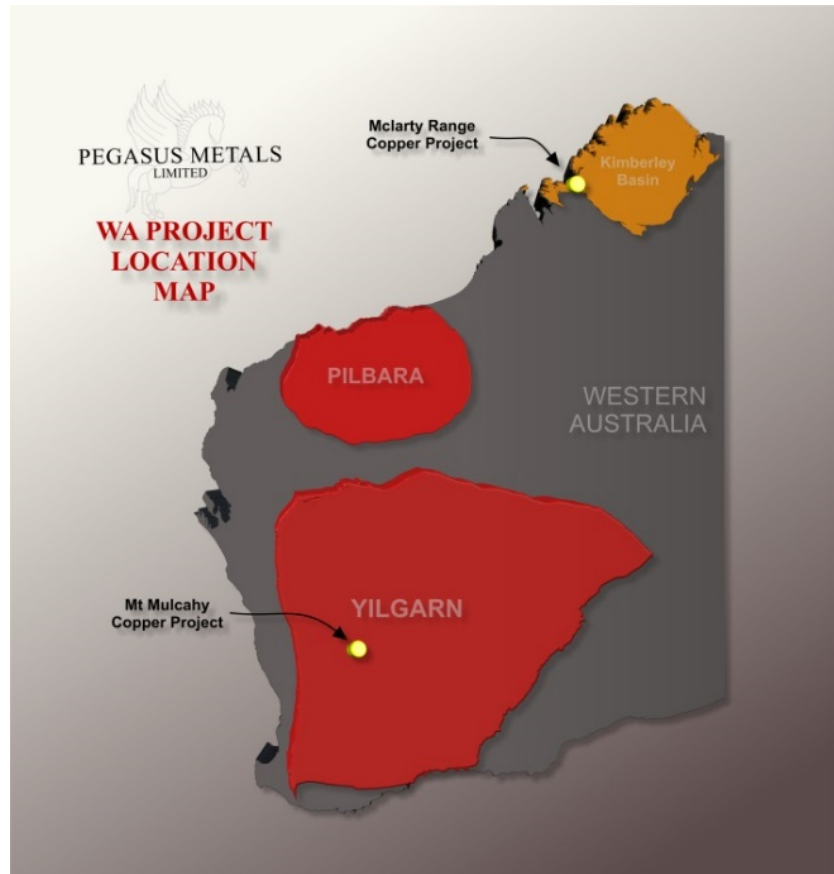 PEGASUS METALS
LIMITED
WA PROJECT
LOCATION
MAP
Mclarty Range
Copper Project
Kimberley
Basin
PILBARA
WESTERN
AUSTRALIA
YILGARN
Mt Mulcahy
Copper Project